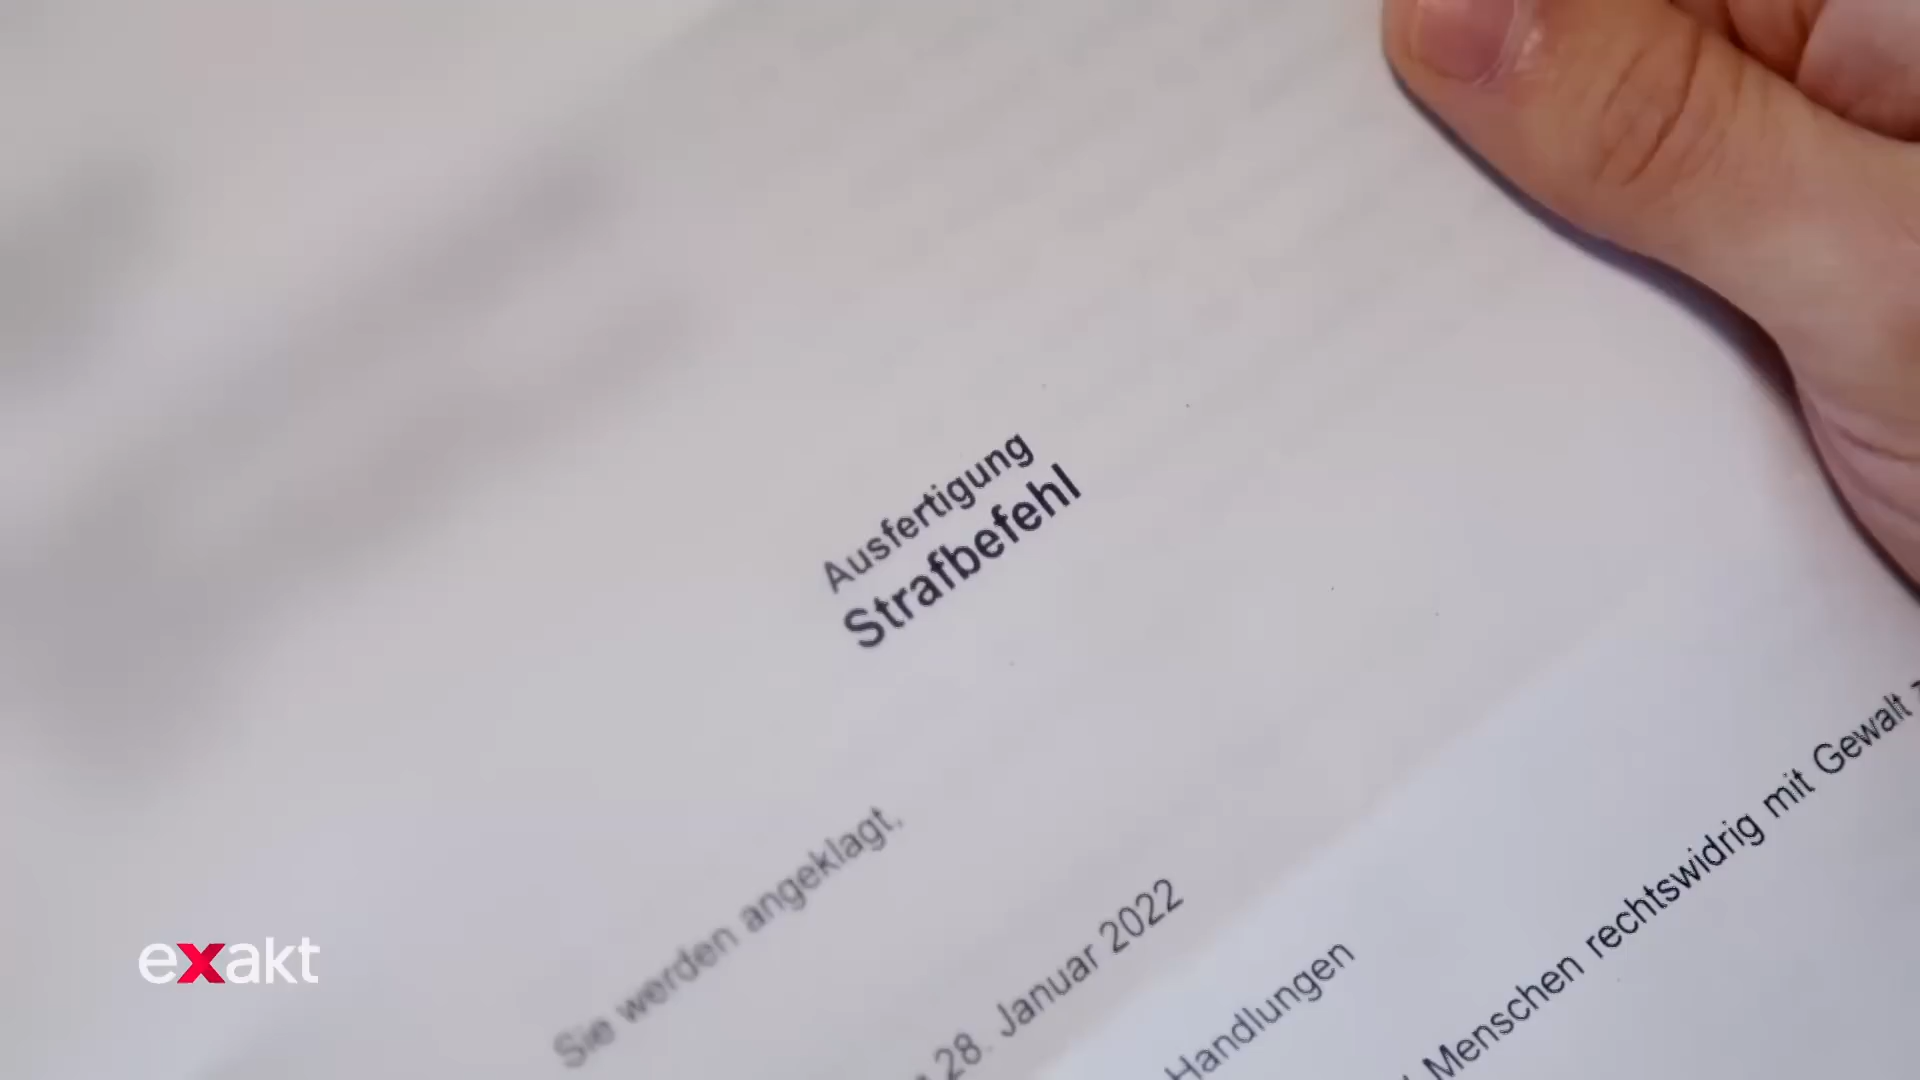 Ausfertigung
Strafbefehl
Sie werden angeklagt,
28. Januar 2022
Handlungen
Menschen rechtswidrig mit Gewalt
exakt